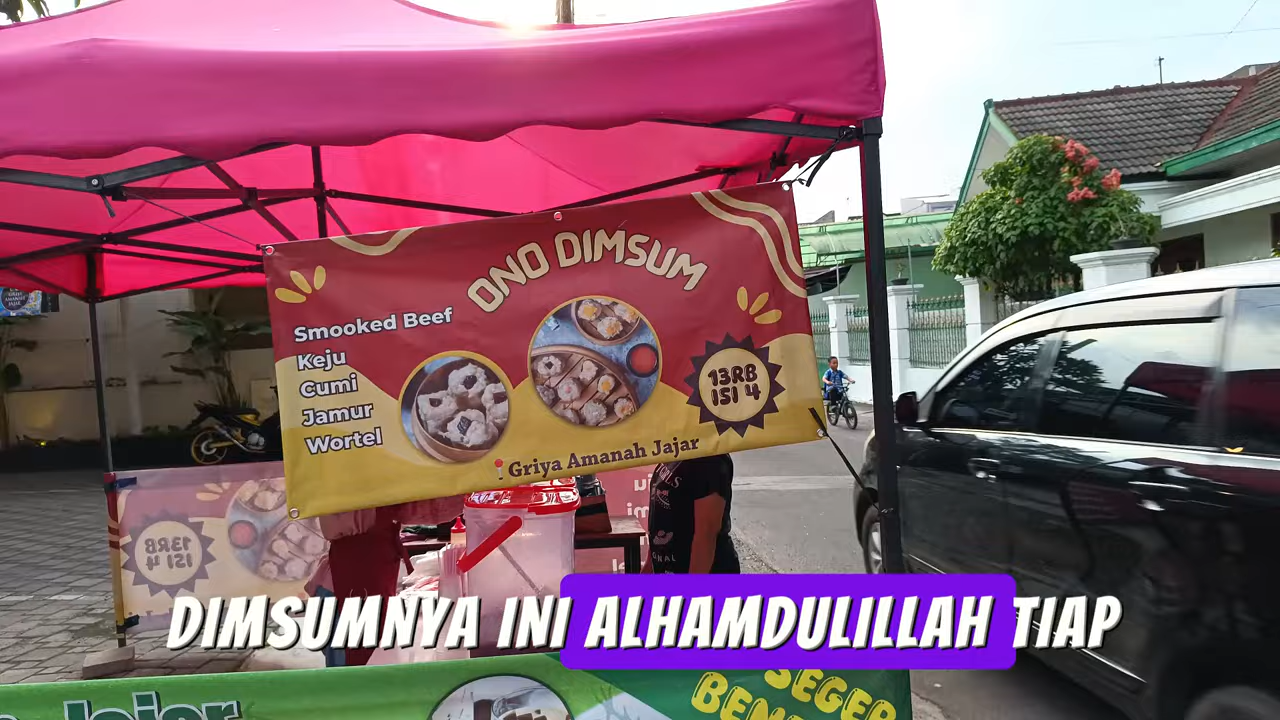 ONO DIMSUM
Smooked Beef
Keju
Cumi
Jamur
Wortel
13RB
ISI 4
Griya Amanah Jajar
13RB
ISI 4
DIMSUMNYA INI ALHAMDULILLAH TIAP
Jajar
SEGER